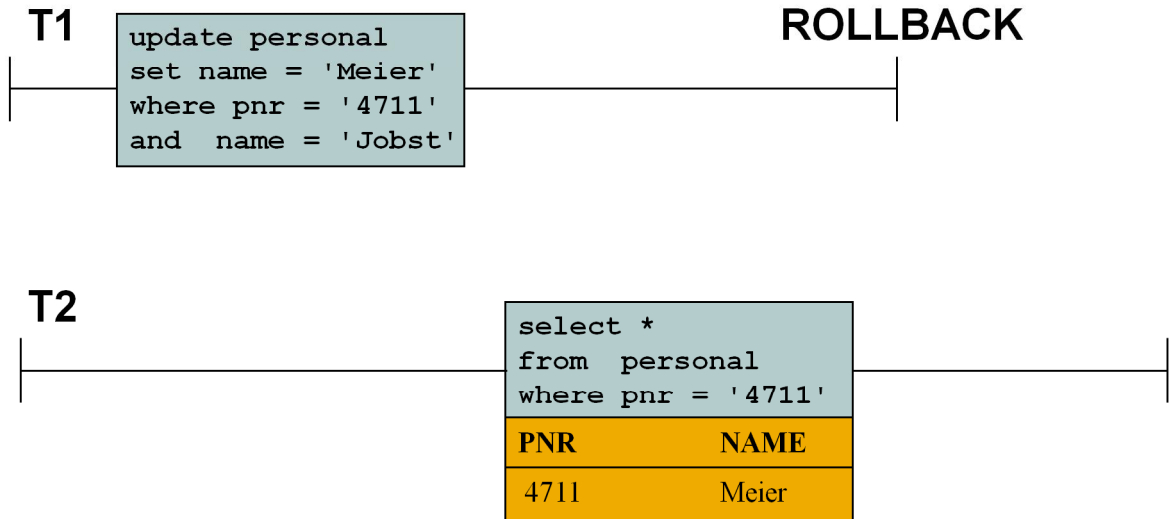 T1
ROLLBACK
update personal
set name = 'Meier'
where pnr = '4711'
and  name = 'Jobst'
T2
select *
from  personal
where pnr = '4711'
PNR NAME
4711 Meier